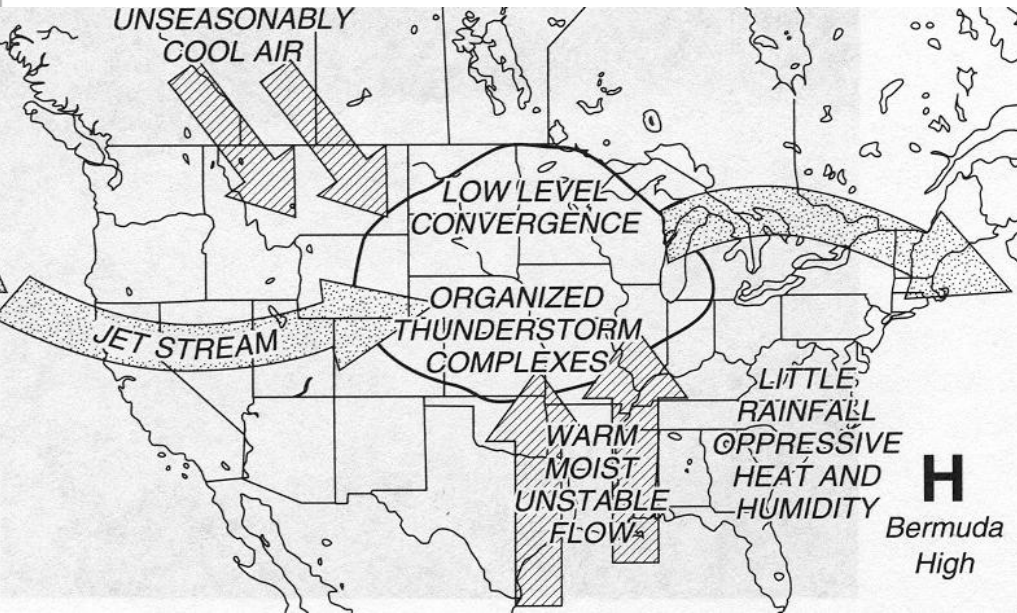 UNSEASONABLY
COOL AIR
LOW LEVEL
CONVERGENCE
JET STREAM
ORGANIZED
THUNDERSTORM
COMPLEXES
WARM
MOIST
UNSTABLE
FLOW
LITTLE
RAINFALL
OPPRESSIVE
HEAT AND
HUMIDITY
H
Bermuda
High